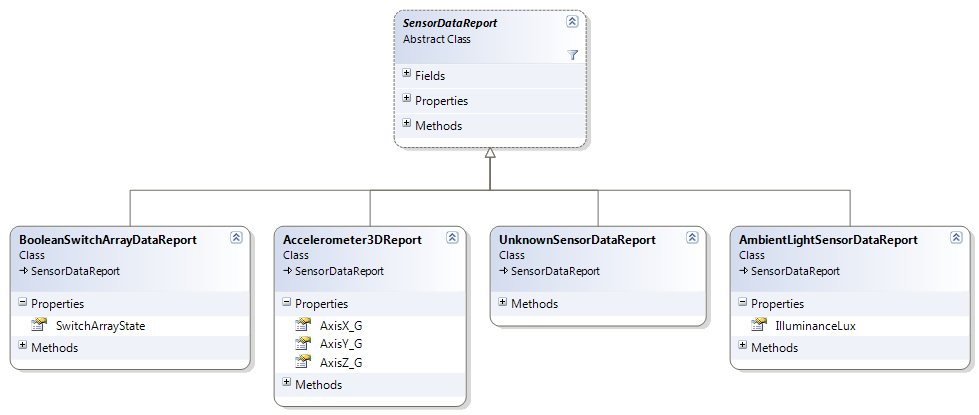 SensorDataReport
Abstract Class
Fields
Properties
Methods
BooleanSwitchArrayDataReport
Class
SensorDataReport
Properties
SwitchArrayState
Methods
Accelerometer3DReport
Class
SensorDataReport
Properties
AxisX_G
AxisY_G
AxisZ_G
Methods
UnknownSensorDataReport
Class
SensorDataReport
Methods
AmbientLightSensorDataReport
Class
SensorDataReport
Properties
IlluminanceLux
Methods